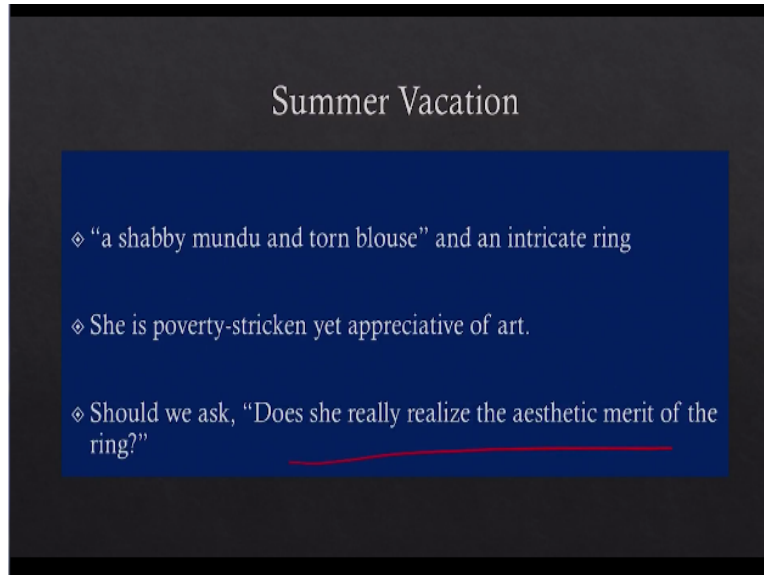 Summer Vacation
“a shabby mundu and torn blouse” and an intricate ring
She is poverty-stricken yet appreciative of art.
Should we ask, “Does she really realize the aesthetic merit of the
ring?”